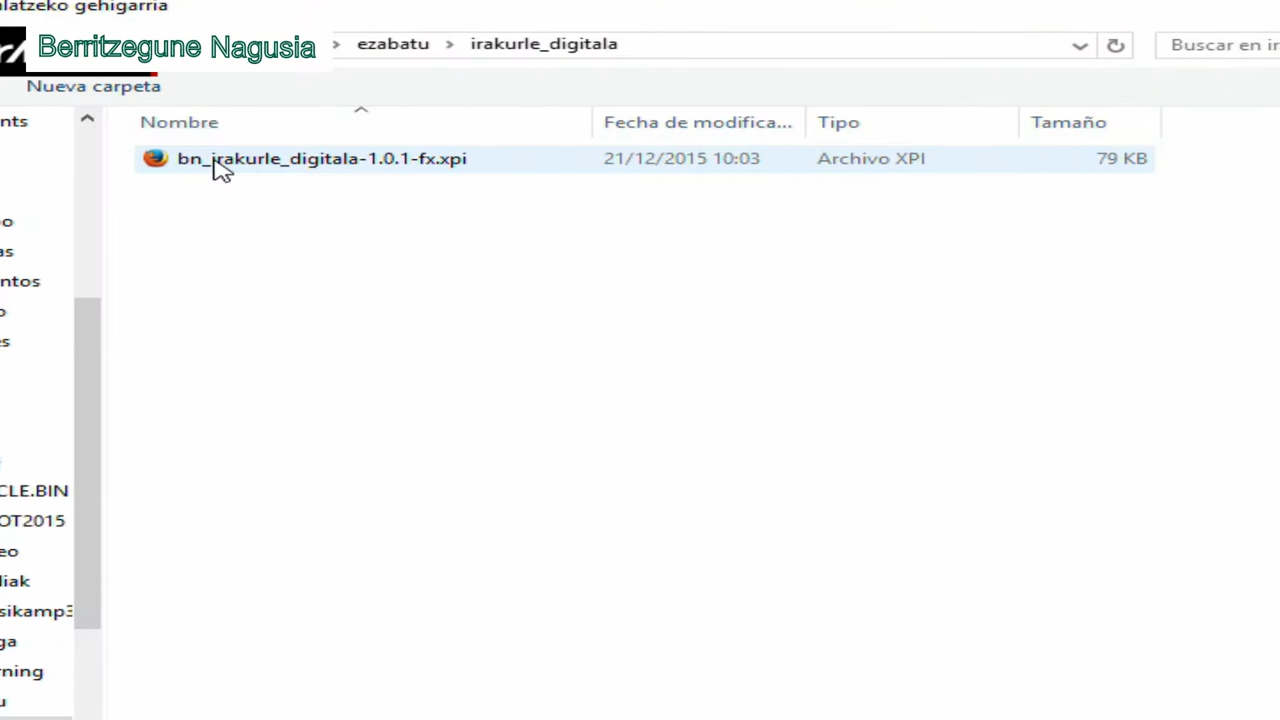 alatzeko gehigarria
Berritzegune Nagusia
ezabatu > irakurle_digitala
Buscar en ir
Nueva carpeta
Nombre
Fecha de modifica...
Tipo
Tamaño
bn_irakurle_digitala-1.0.1-fx.xpi
21/12/2015 10:03
Archivo XPI
79 KB
nts
o
as
ntos
o
es
CLE.BIN
OT2015
eo
liak
sikamp3
ga
rning
u